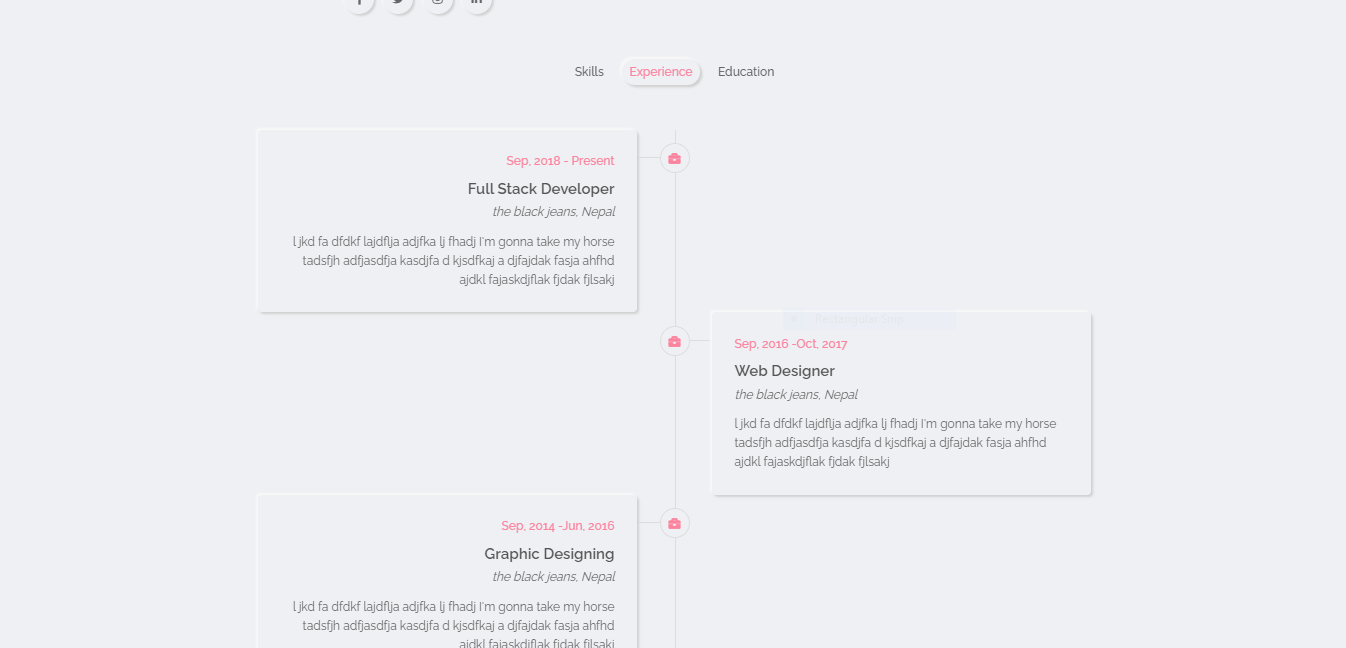 Skills Experience Education
Sep, 2018 - Present
Full Stack Developer
the black jeans, Nepal
l jkd fa dfdkf lajdflja adjfka lj fhadj I'm gonna take my horse
tadsfjh adfjasdfja kasdjfa d kjsdfkaj a djfajdak fasja ahfhd
ajdkl fajaskdjflak fjdak fjlsakj
Rectangular Snip
Sep, 2016 -Oct, 2017
Web Designer
the black jeans, Nepal
l jkd fa dfdkf lajdflja adjfka lj fhadj I'm gonna take my horse
tadsfjh adfjasdfja kasdjfa d kjsdfkaj a djfajdak fasja ahfhd
ajdkl fajaskdjflak fjdak fjlsakj
Sep, 2014 -Jun, 2016
Graphic Designing
the black jeans, Nepal
l jkd fa dfdkf lajdflja adjfka lj fhadj I'm gonna take my horse
tadsfjh adfjasdfja kasdjfa d kjsdfkaj a djfajdak fasja ahfhd
ajdkl fajaskdjflak fjdak fjlsakj